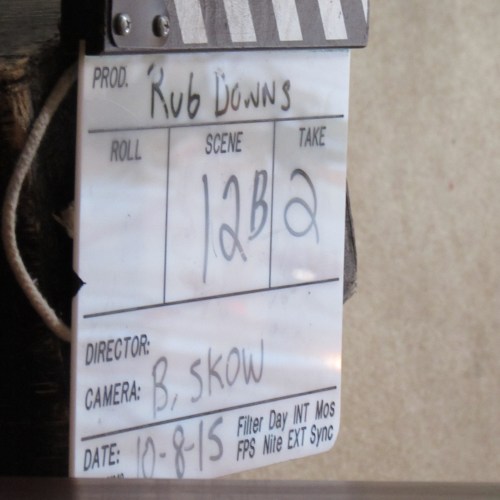 PROD. Rub Downs
ROLL SCENE TAKE
12B 2
DIRECTOR:
CAMERA: B, SKOW
Filter Day INT Mos
DATE: 10-8-15 FPS Nite EXT Sync